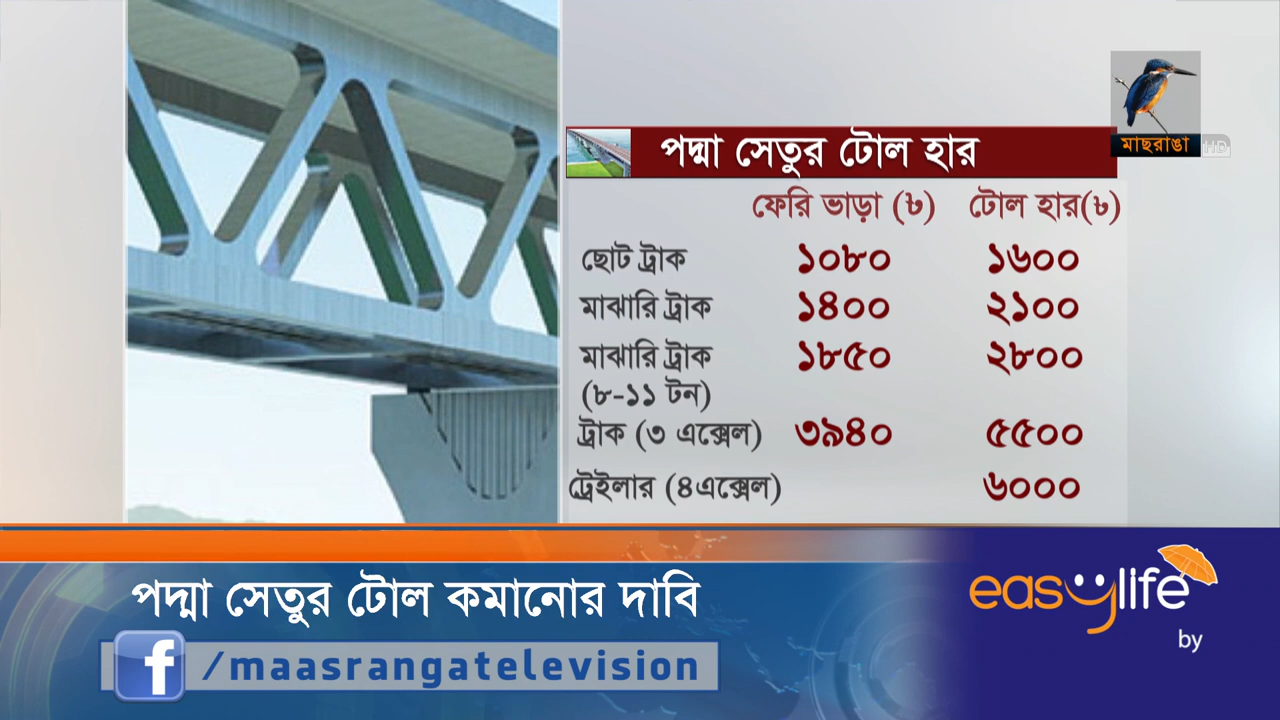 মাছরাঙা HD
পদ্মা সেতুর টোল হার
ফেরি ভাড়া (৳) টোল হার(৳)
ছোট ট্রাক ১০৮০ ১৬০০
মাঝারি ট্রাক ১৪০০ ২১০০
মাঝারি ট্রাক ১৮৫০ ২৮০০
(৮-১১ টন)
ট্রাক (৩ এক্সেল) ৩৯৪০ ৫৫০০
ট্রেইলার (৪এক্সেল) ৬০০০
পদ্মা সেতুর টোল কমানোর দাবি
f /maasrangatelevision
easylife
by